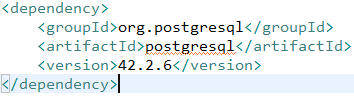 <dependency>
<groupId>org.postgresql</groupId>
<artifactId>postgresql</artifactId>
<version>42.2.6</version>
</dependency>